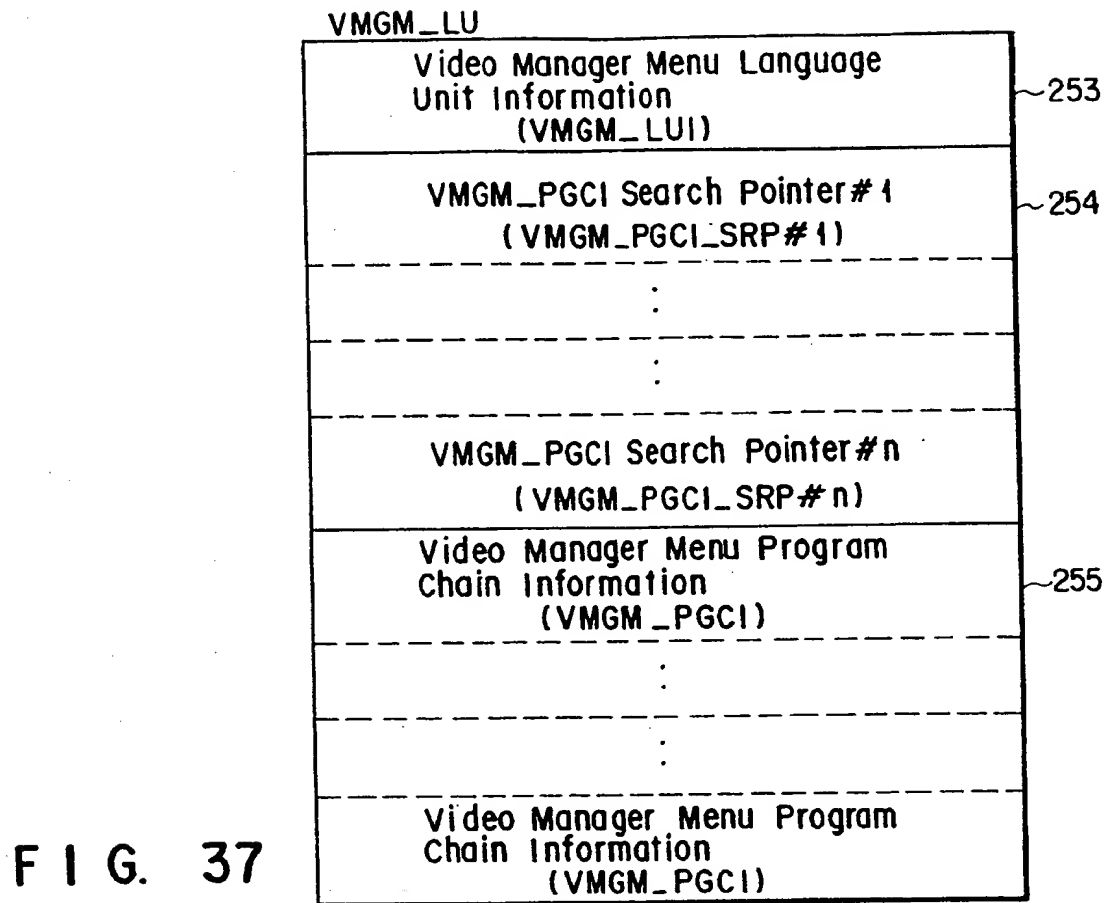 VMGM_LU
Video Manager Menu Language
Unit Information
(VMGM_LUI)
253
VMGM_PGCI Search Pointer #1
(VMGM_PGCI_SRP#1)
254
VMGM_PGCI Search Pointer #n
(VMGM_PGCI_SRP#n)
Video Manager Menu Program
Chain Information
(VMGM_PGCI)
255
Video Manager Menu Program
Chain Information
(VMGM_PGCI)
FIG. 37